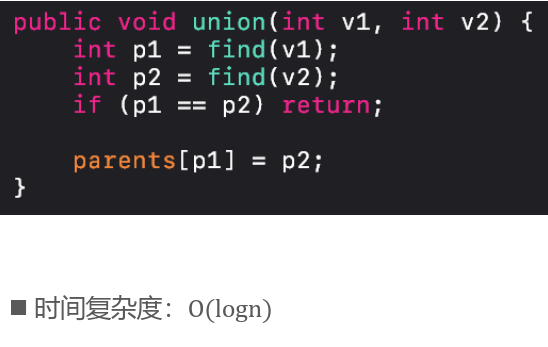 public void union(int v1, int v2) {
    int p1 = find(v1);
    int p2 = find(v2);
    if (p1 == p2) return;
    parents[p1] = p2;
}
■ 时间复杂度：O(logn)